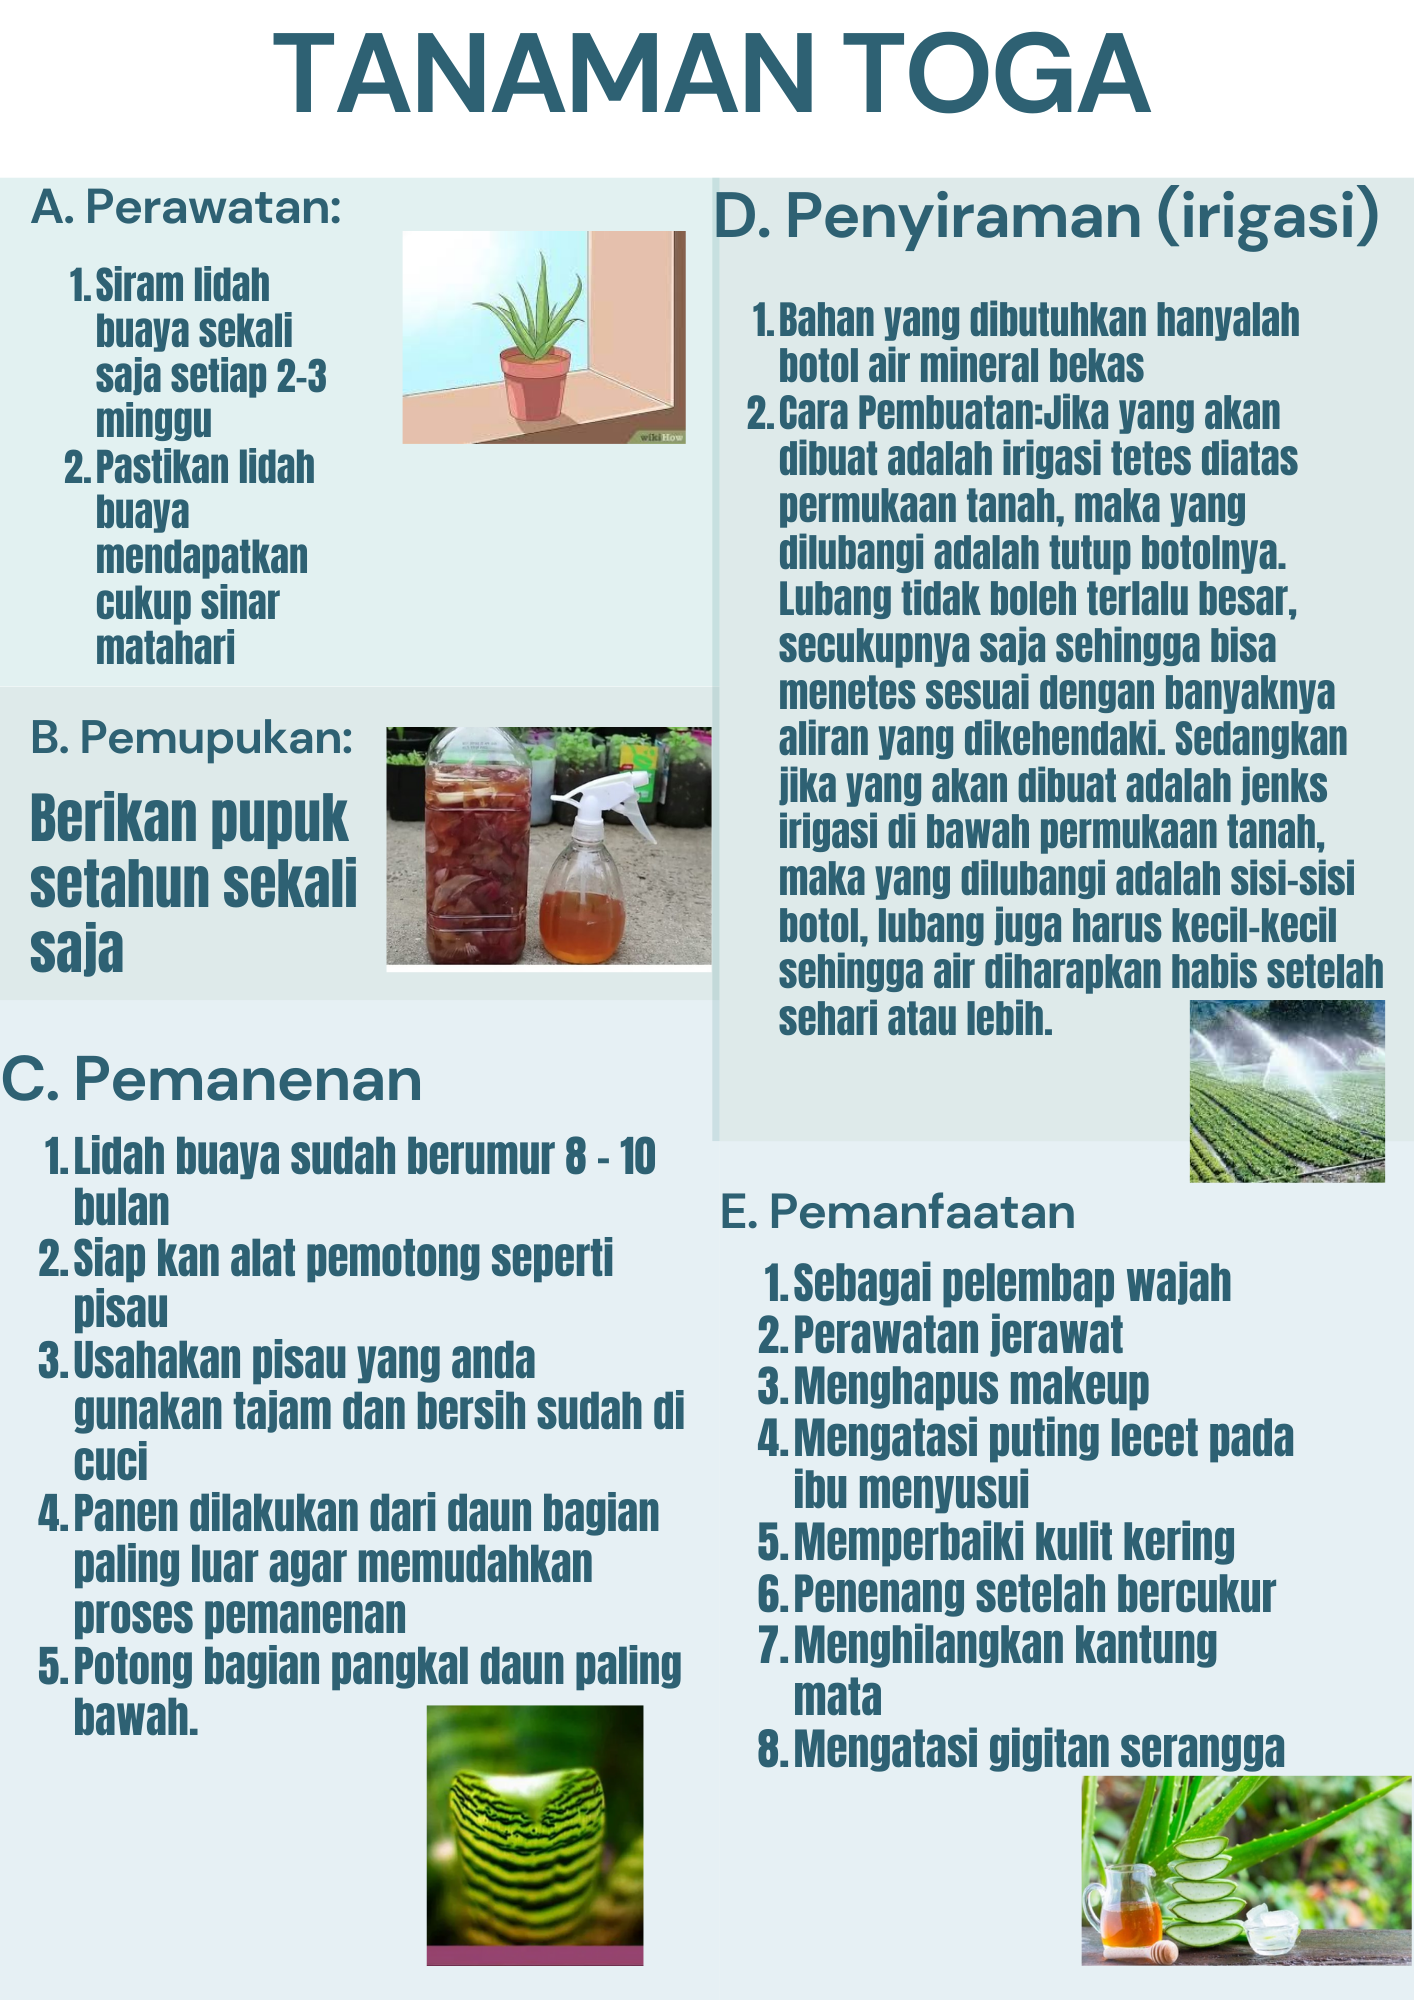 TANAMAN TOGA
A. Perawatan:
1. Siram lidah
buaya sekali
saja setiap 2-3
minggu
2. Pastikan lidah
buaya
mendapatkan
cukup sinar
matahari
wikiHow
B. Pemupukan:
Berikan pupuk
setahun sekali
saja
C. Pemanenan
1. Lidah buaya sudah berumur 8 - 10
bulan
2. Siap kan alat pemotong seperti
pisau
3. Usahakan pisau yang anda
gunakan tajam dan bersih sudah di
cuci
4. Panen dilakukan dari daun bagian
paling luar agar memudahkan
proses pemanenan
5. Potong bagian pangkal daun paling
bawah.
D. Penyiraman (irigasi)
1. Bahan yang dibutuhkan hanyalah
botol air mineral bekas
2. Cara Pembuatan:Jika yang akan
dibuat adalah irigasi tetes diatas
permukaan tanah, maka yang
dilubangi adalah tutup botolnya.
Lubang tidak boleh terlalu besar,
secukupnya saja sehingga bisa
menetes sesuai dengan banyaknya
aliran yang dikehendaki. Sedangkan
jika yang akan dibuat adalah jenks
irigasi di bawah permukaan tanah,
maka yang dilubangi adalah sisi-sisi
botol, lubang juga harus kecil-kecil
sehingga air diharapkan habis setelah
sehari atau lebih.
E. Pemanfaatan
1. Sebagai pelembap wajah
2. Perawatan jerawat
3. Menghapus makeup
4. Mengatasi puting lecet pada
ibu menyusui
5. Memperbaiki kulit kering
6. Penenang setelah bercukur
7. Menghilangkan kantung
mata
8. Mengatasi gigitan serangga